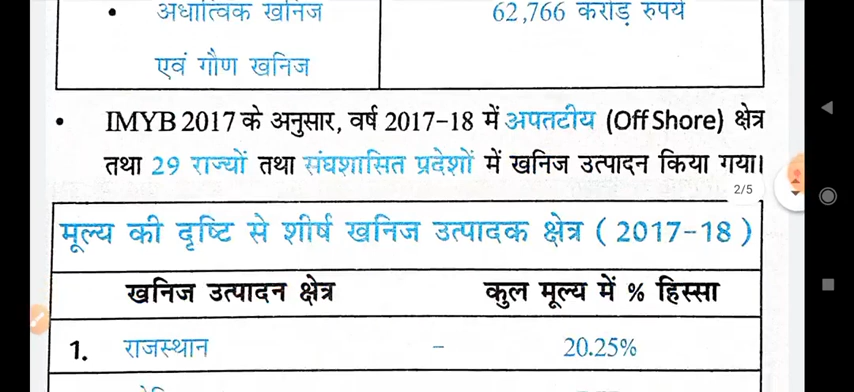 • अधात्विक खनिज 62,766 करोड़ रुपये
एवं गौण खनिज
• IMYB 2017 के अनुसार, वर्ष 2017-18 में अपतटीय (Off Shore) क्षेत्र
तथा 29 राज्यों तथा संघशासित प्रदेशों में खनिज उत्पादन किया गया।
2/5
मूल्य की दृष्टि से शीर्ष खनिज उत्पादक क्षेत्र ( 2017-18 )
खनिज उत्पादन क्षेत्र कुल मूल्य में % हिस्सा
1. राजस्थान - 20.25%